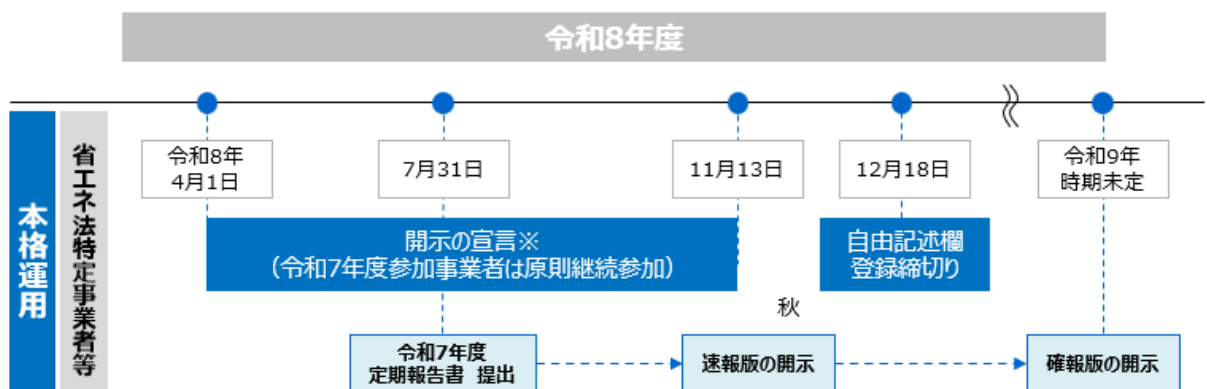 令和8年度
令和8年
4月1日
7月31日
11月13日
12月18日
令和9年
時期未定
本格運用
省エネ法特定事業者等
開示の宣言※
（令和7年度参加事業者は原則継続参加）
自由記述欄
登録締切り
秋
令和7年度
定期報告書 提出
速報版の開示
確報版の開示